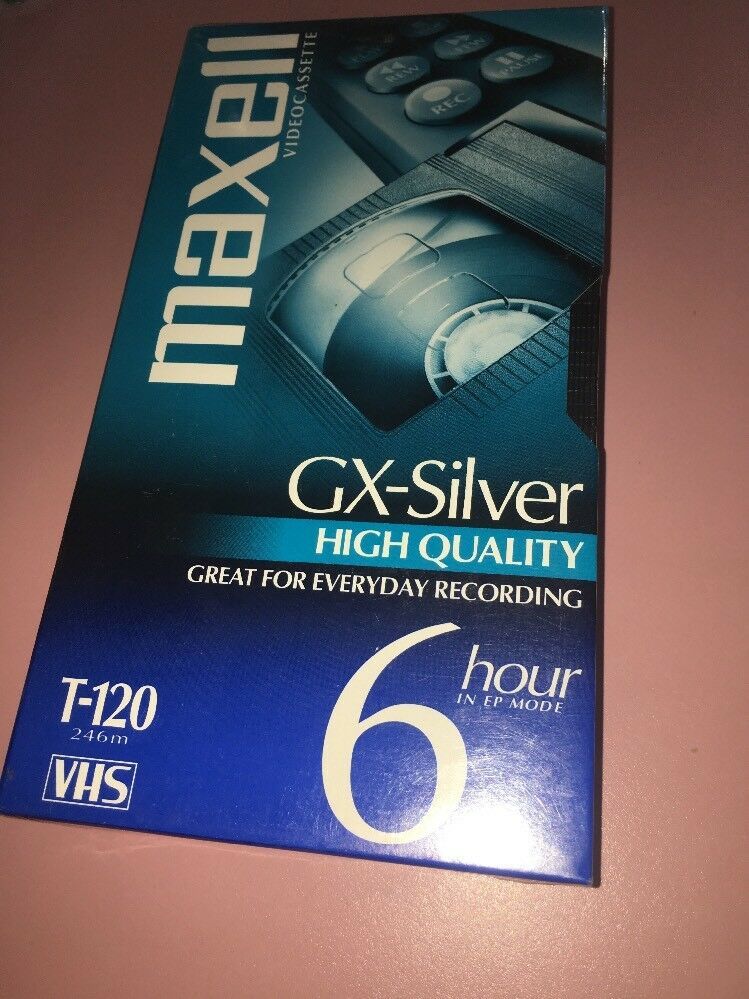 maxell
VIDEOCASSETTE
REW
PAUSE
REC
GX-Silver
HIGH QUALITY
GREAT FOR EVERYDAY RECORDING
T-120
246m
VHS
6 hour
IN EP MODE